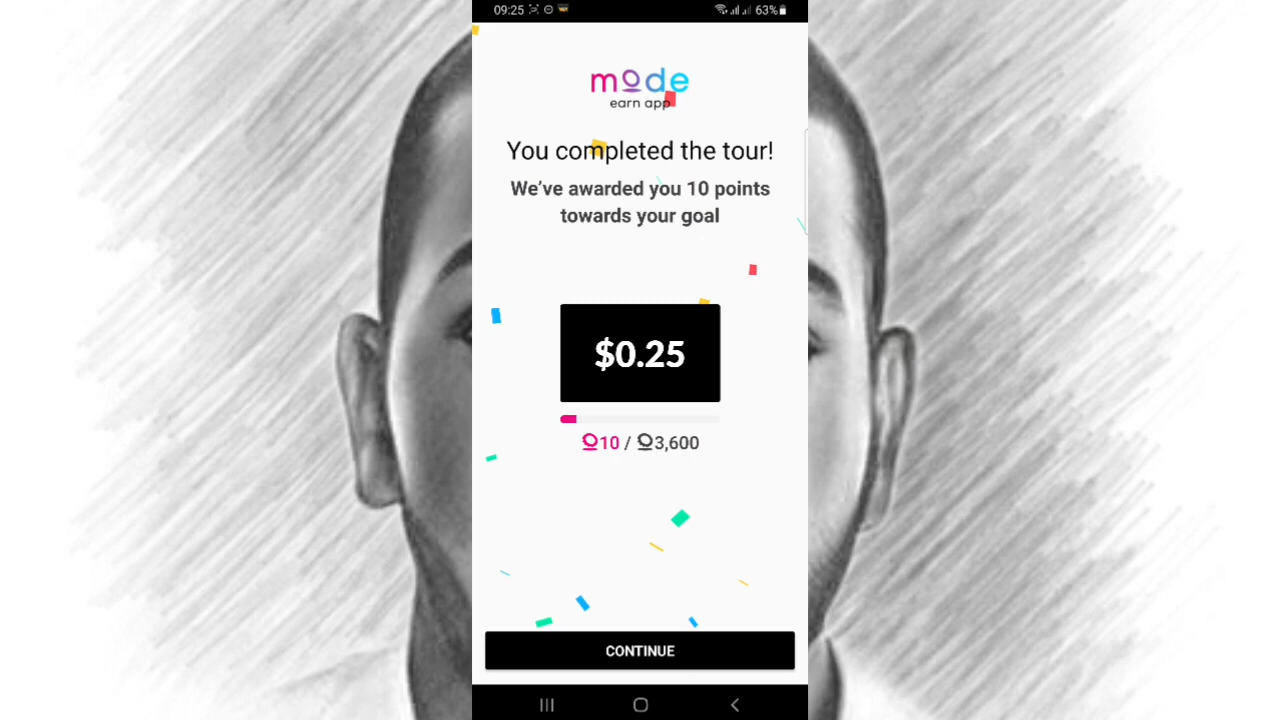 09:25
63%
mode
earn app
You completed the tour!
We've awarded you 10 points
towards your goal
$0.25
10 / 3,600
CONTINUE